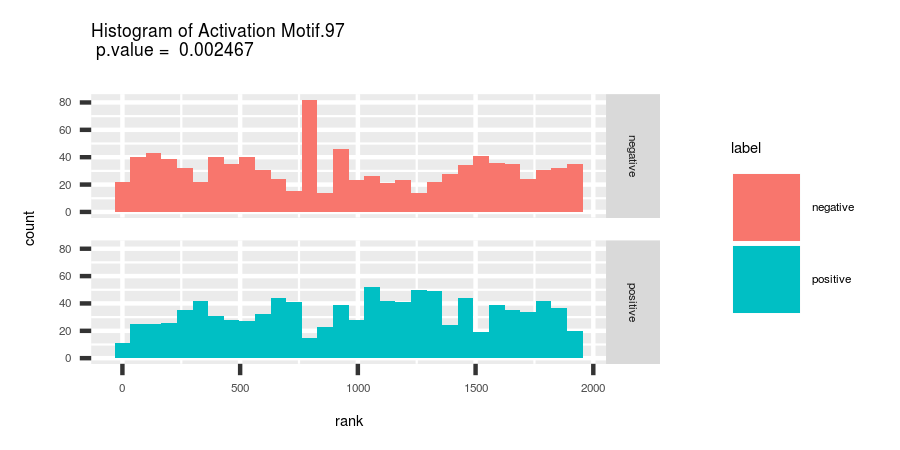 Histogram of Activation Motif.97
p.value = 0.002467
count
80
60
40
20
0
negative
80
60
40
20
0
positive
0 500 1000 1500 2000
rank
label
negative
positive